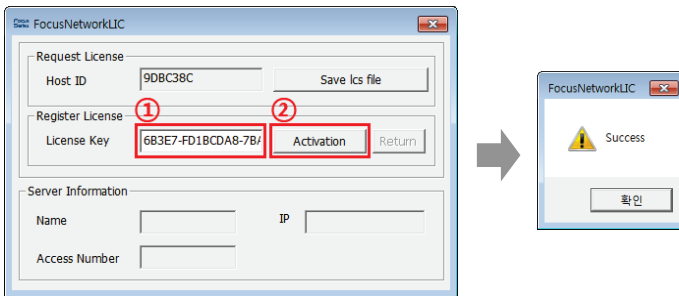 FocusNetworkLIC
Request License
Host ID 9DBC38C Save lcs file
① ②
Register License
License Key 6B3E7-FD1BCDA8-7BA Activation Return
Server Information
Name IP
Access Number
FocusNetworkLIC
Success
확인